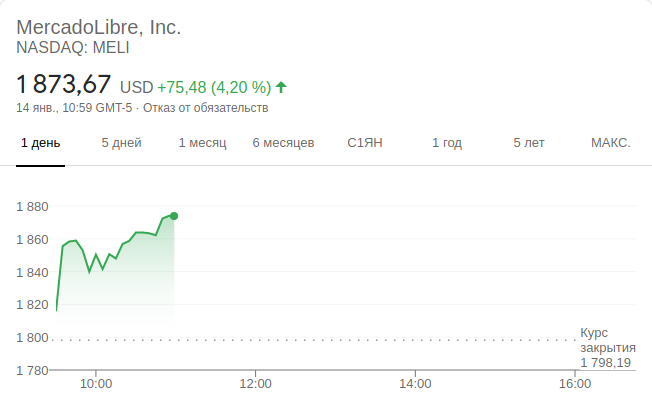 MercadoLibre, Inc.
NASDAQ: MELI
1 873,67 USD +75,48 (4,20 %)
14 янв., 10:59 GMT-5 · Отказ от обязательств
1 день 5 дней 1 месяц 6 месяцев С1ЯН 1 год 5 лет МАКС.
1 880
1 860
1 840
1 820
1 800
1 780
Курс
закрытия
1 798,19
10:00 12:00 14:00 16:00